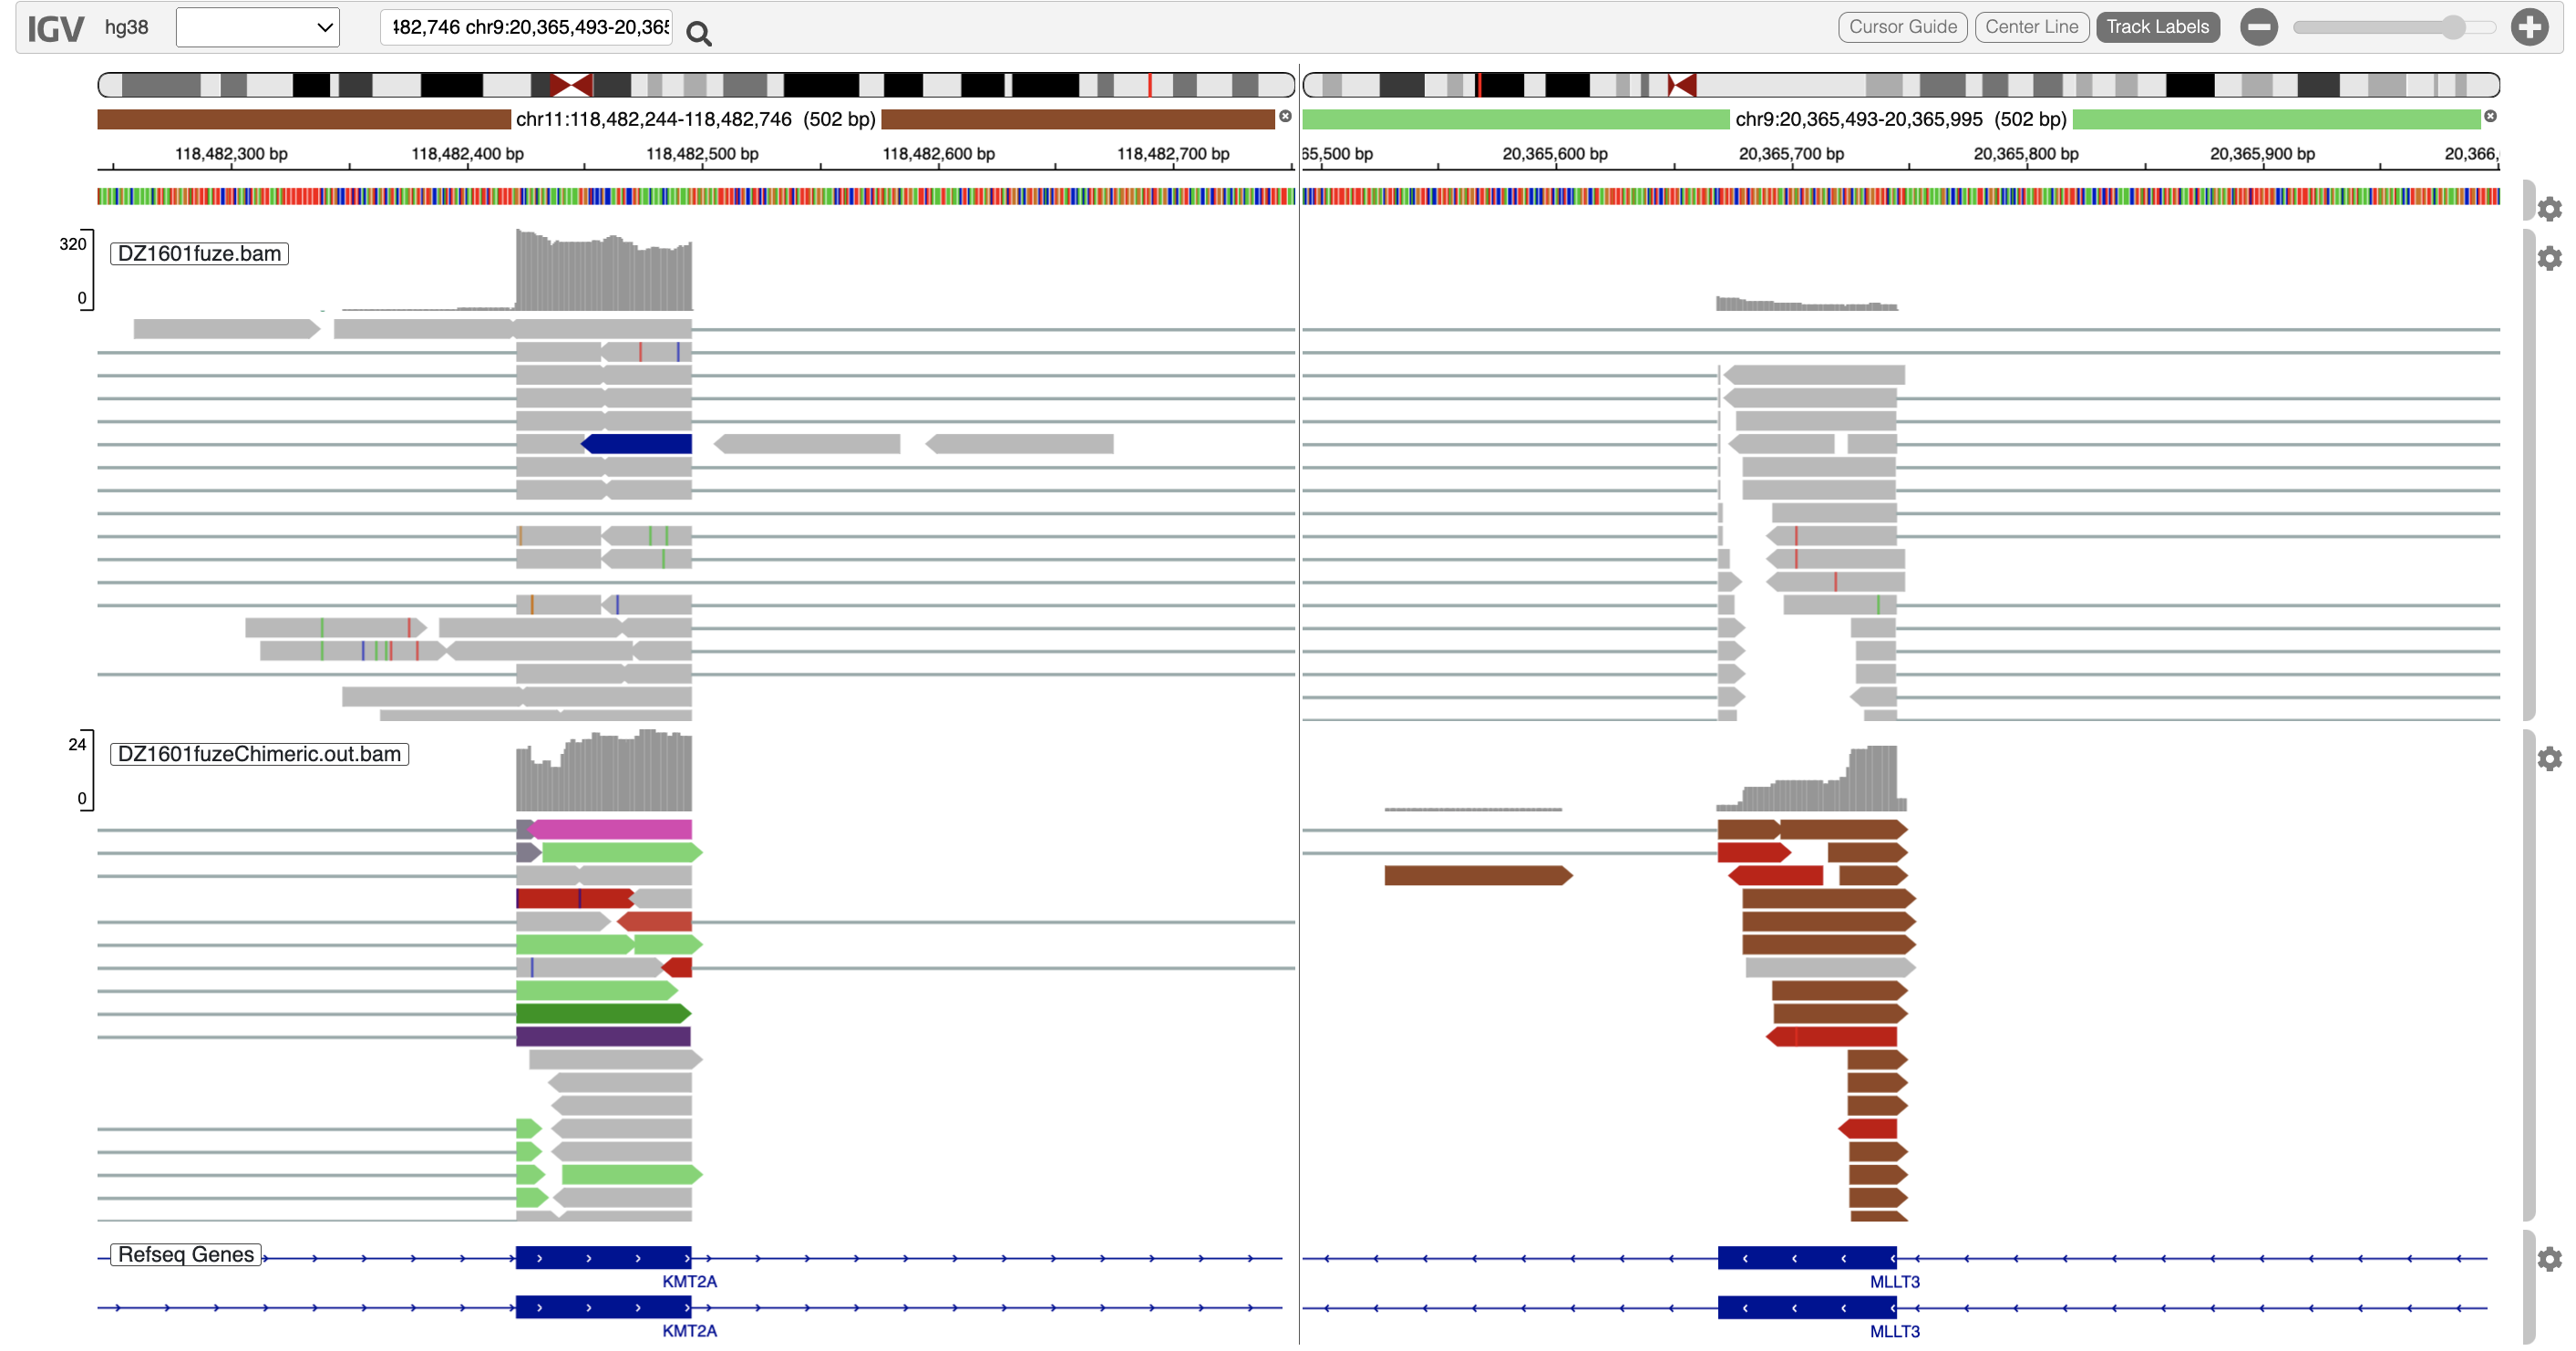 IGV hg38 482,746 chr9:20,365,493-20,365 Cursor Guide Center Line Track Labels
chr11:118,482,244-118,482,746 (502 bp) chr9:20,365,493-20,365,995 (502 bp)
118,482,300 bp 118,482,400 bp 118,482,500 bp 118,482,600 bp 118,482,700 bp 65,500 bp 20,365,600 bp 20,365,700 bp 20,365,800 bp 20,365,900 bp 20,366,
320
DZ1601fuze.bam
0
24
DZ1601fuzeChimeric.out.bam
0
Refseq Genes
KMT2A MLLT3
KMT2A MLLT3